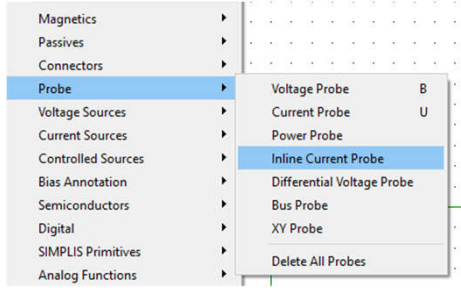 Magnetics
Passives
Connectors
Probe
Voltage Sources
Current Sources
Controlled Sources
Bias Annotation
Semiconductors
Digital
SIMPLIS Primitives
Analog Functions
Voltage Probe B
Current Probe U
Power Probe
Inline Current Probe
Differential Voltage Probe
Bus Probe
XY Probe
Delete All Probes